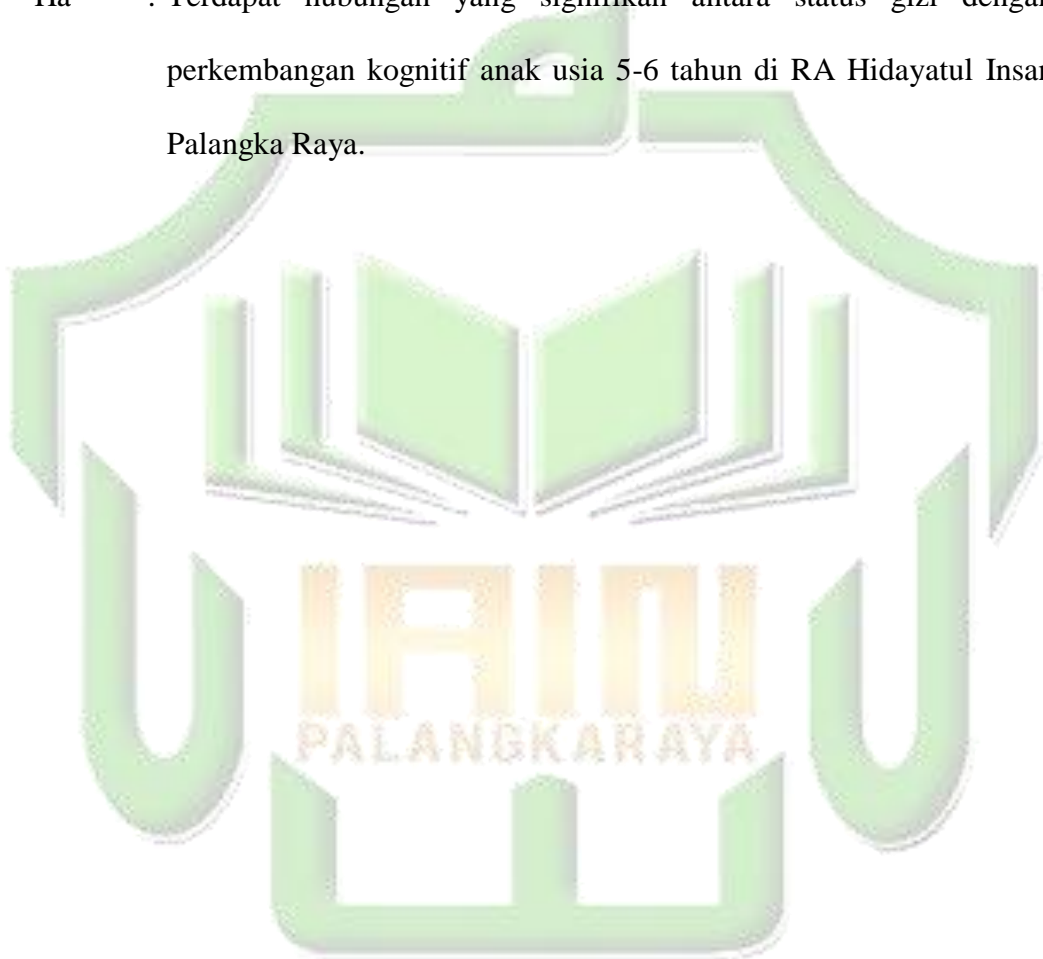 Ha : Terdapat hubungan yang signifikan antara status gizi dengan
perkembangan kognitif anak usia 5-6 tahun di RA Hidayatul Insan
Palangka Raya.
IAIN
PALANGKARAYA